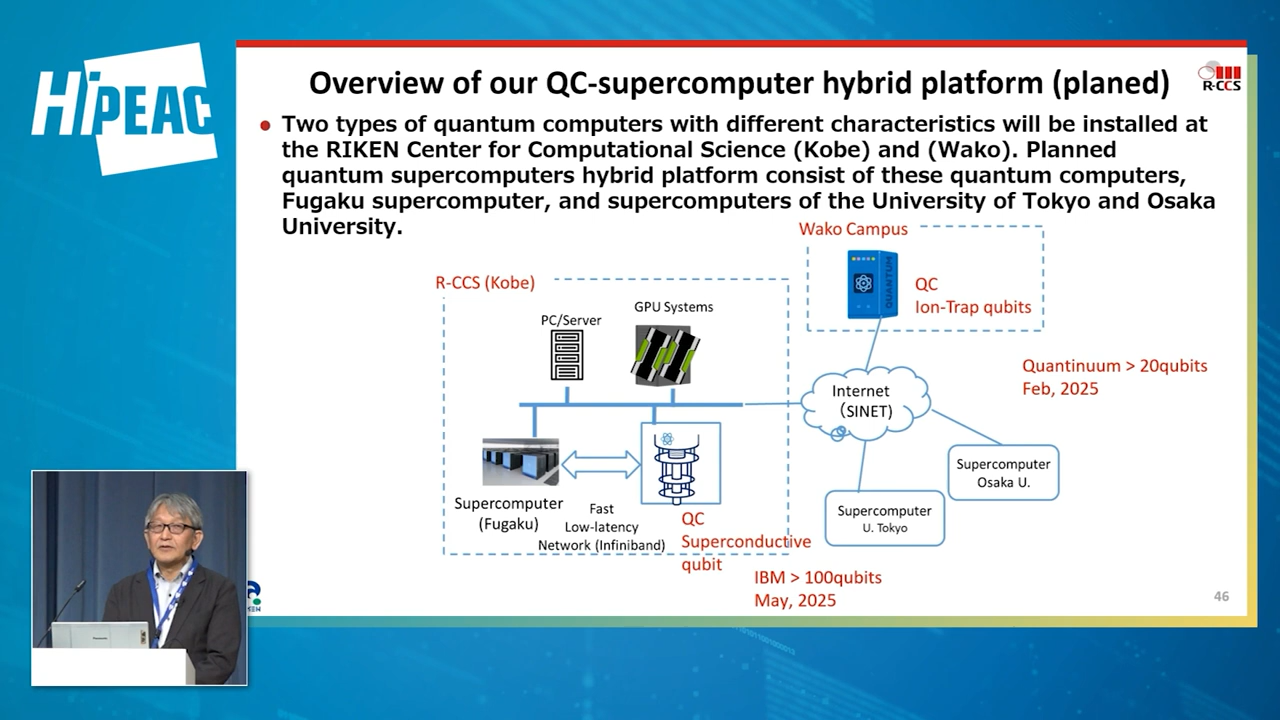 HiPEAC
Overview of our QC-supercomputer hybrid platform (planed)
R-CCS
• Two types of quantum computers with different characteristics will be installed at
the RIKEN Center for Computational Science (Kobe) and (Wako). Planned
quantum supercomputers hybrid platform consist of these quantum computers,
Fugaku supercomputer, and supercomputers of the University of Tokyo and Osaka
University.
Wako Campus
QUANTUM
QC
Ion-Trap qubits
R-CCS (Kobe)
PC/Server
GPU Systems
Quantinuum > 20qubits
Feb, 2025
Internet
(SINET)
Supercomputer
Osaka U.
Supercomputer
U. Tokyo
Supercomputer
(Fugaku)
Fast
Low-latency
Network (Infiniband)
QC
Superconductive
qubit
IBM > 100qubits
May, 2025
46
Panasonic